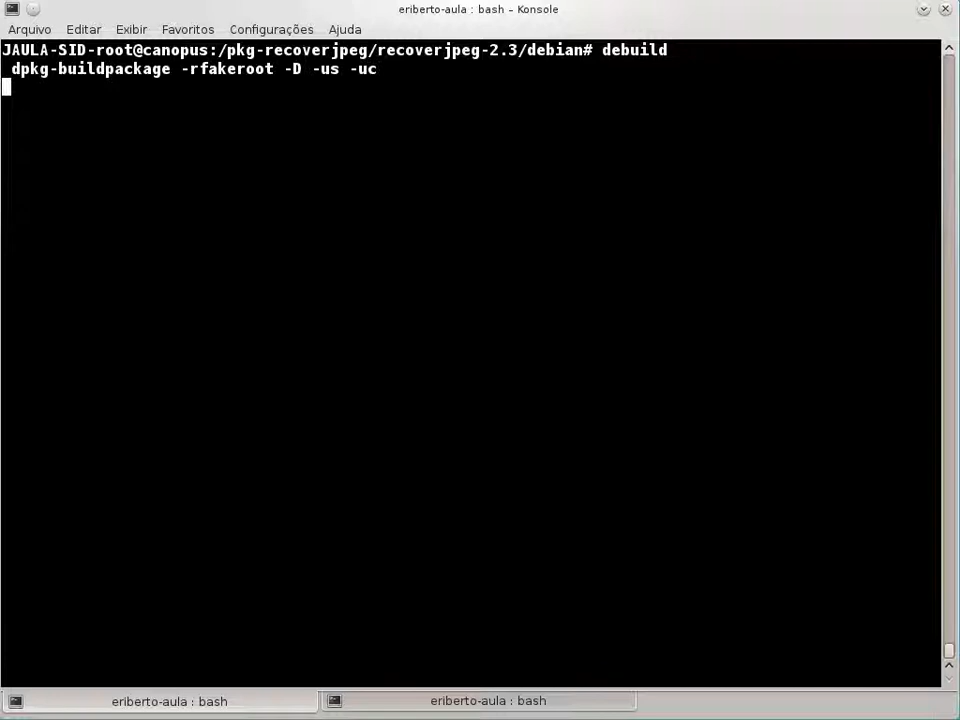 eriberto-aula : bash – Konsole
Arquivo Editar Exibir Favoritos Configurações Ajuda
JAULA-SID-root@canopus:/pkg-recoverjpeg/recoverjpeg-2.3/debian# debuild
dpkg-buildpackage -rfakeroot -D -us -uc
eriberto-aula : bash eriberto-aula : bash